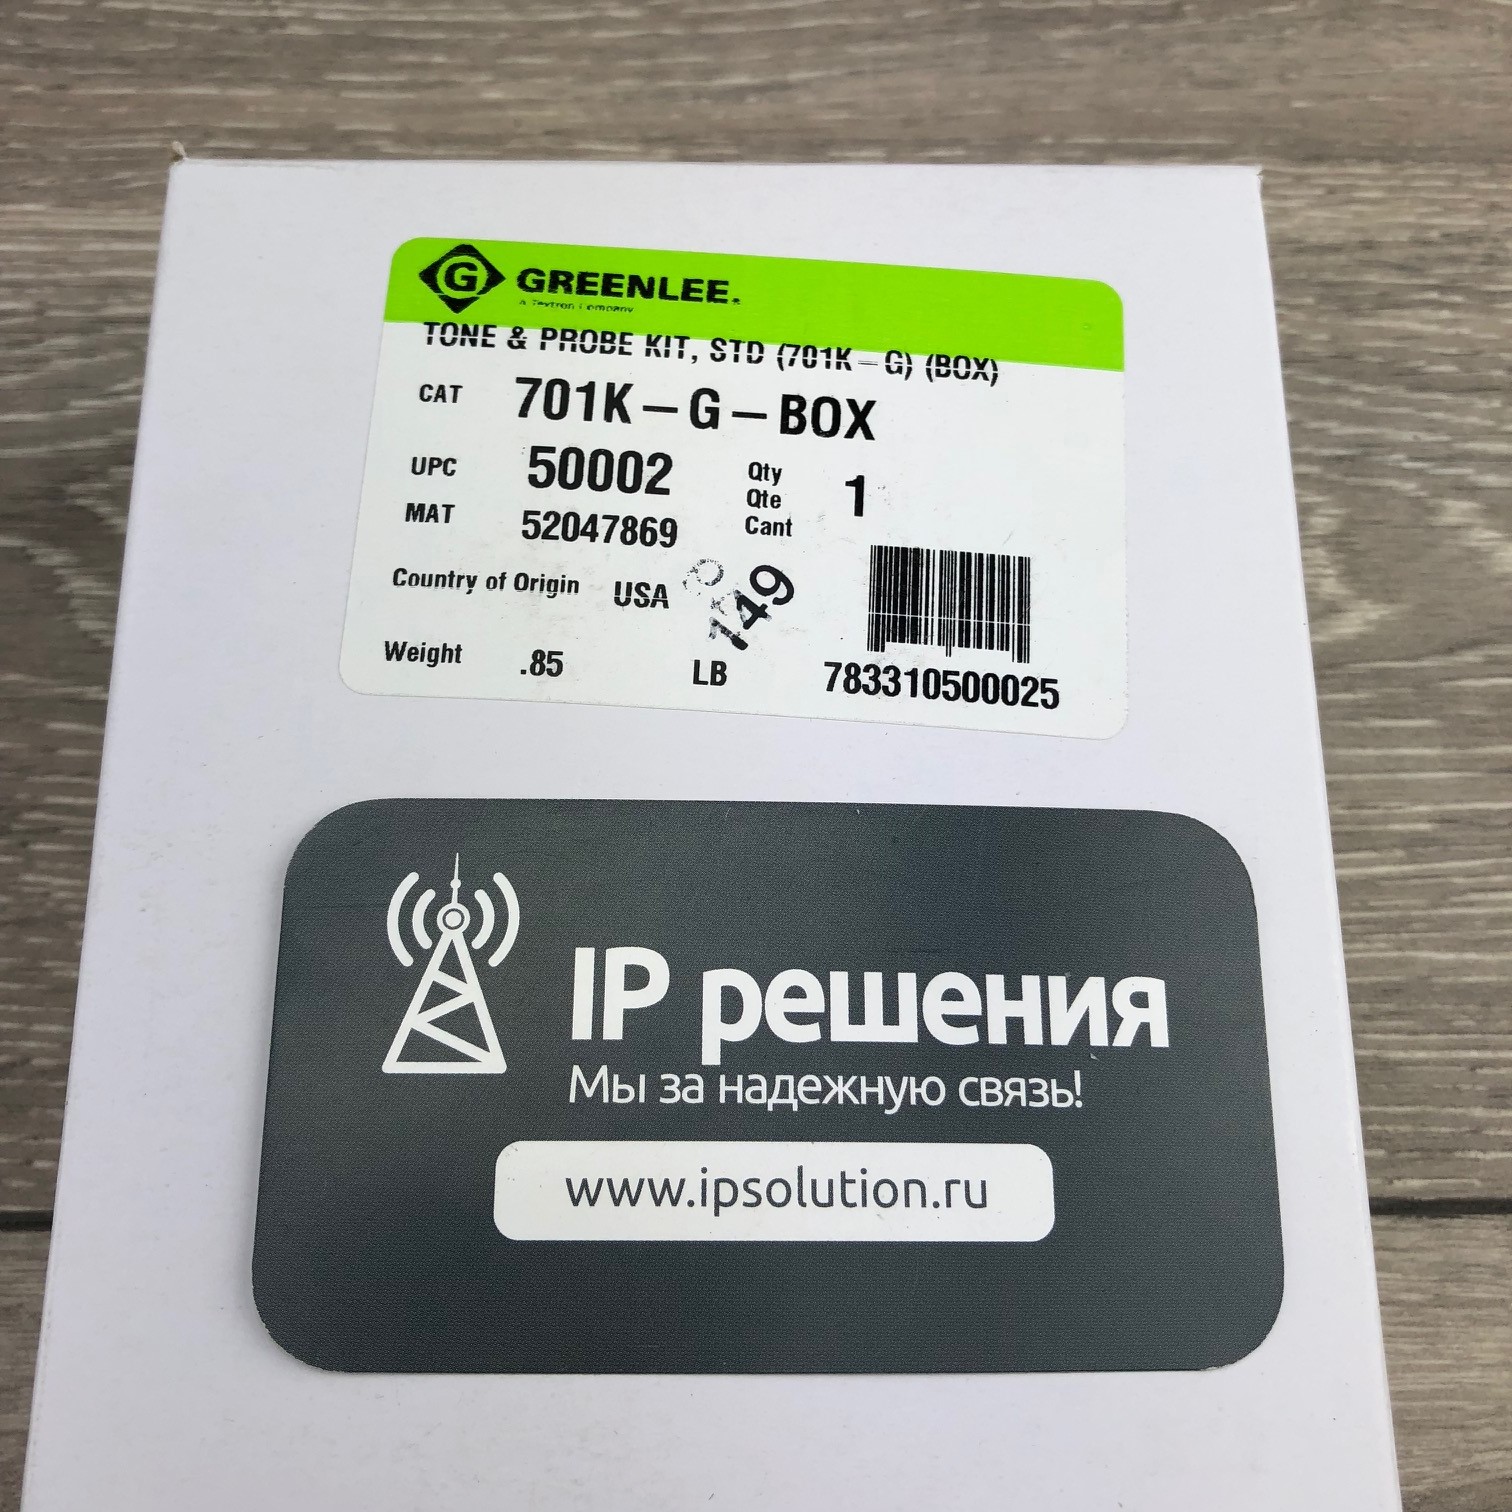 G GREENLEE.
A Textron Company
TONE & PROBE KIT, STD (701K-G) (BOX)
CAT 701K-G-BOX
UPC 50002 Qty
Qte 1
MAT 52047869 Cant
Country of Origin USA 149
Weight .85 LB 783310500025
IP решения
Мы за надежную связь!
www.ipsolution.ru